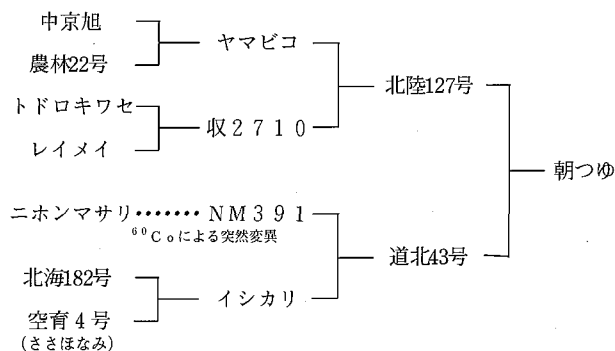 中京旭
農林22号
ヤマビコ
トドロキワセ
レイメイ
収2710
北陸127号
ニホンマサリ・・・・・・・NM391
⁶⁰Coによる突然変異
北海182号
空育4号
(ささほなみ)
イシカリ
道北43号
朝つゆ